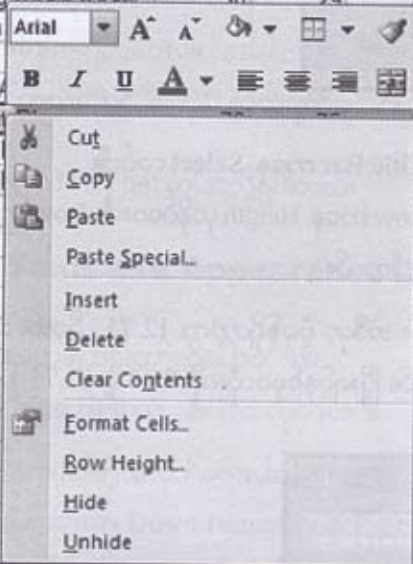 Arial
A A
B I U A
Cut
Copy
Paste
Paste Special...
Insert
Delete
Clear Contents
Format Cells...
Row Height...
Hide
Unhide